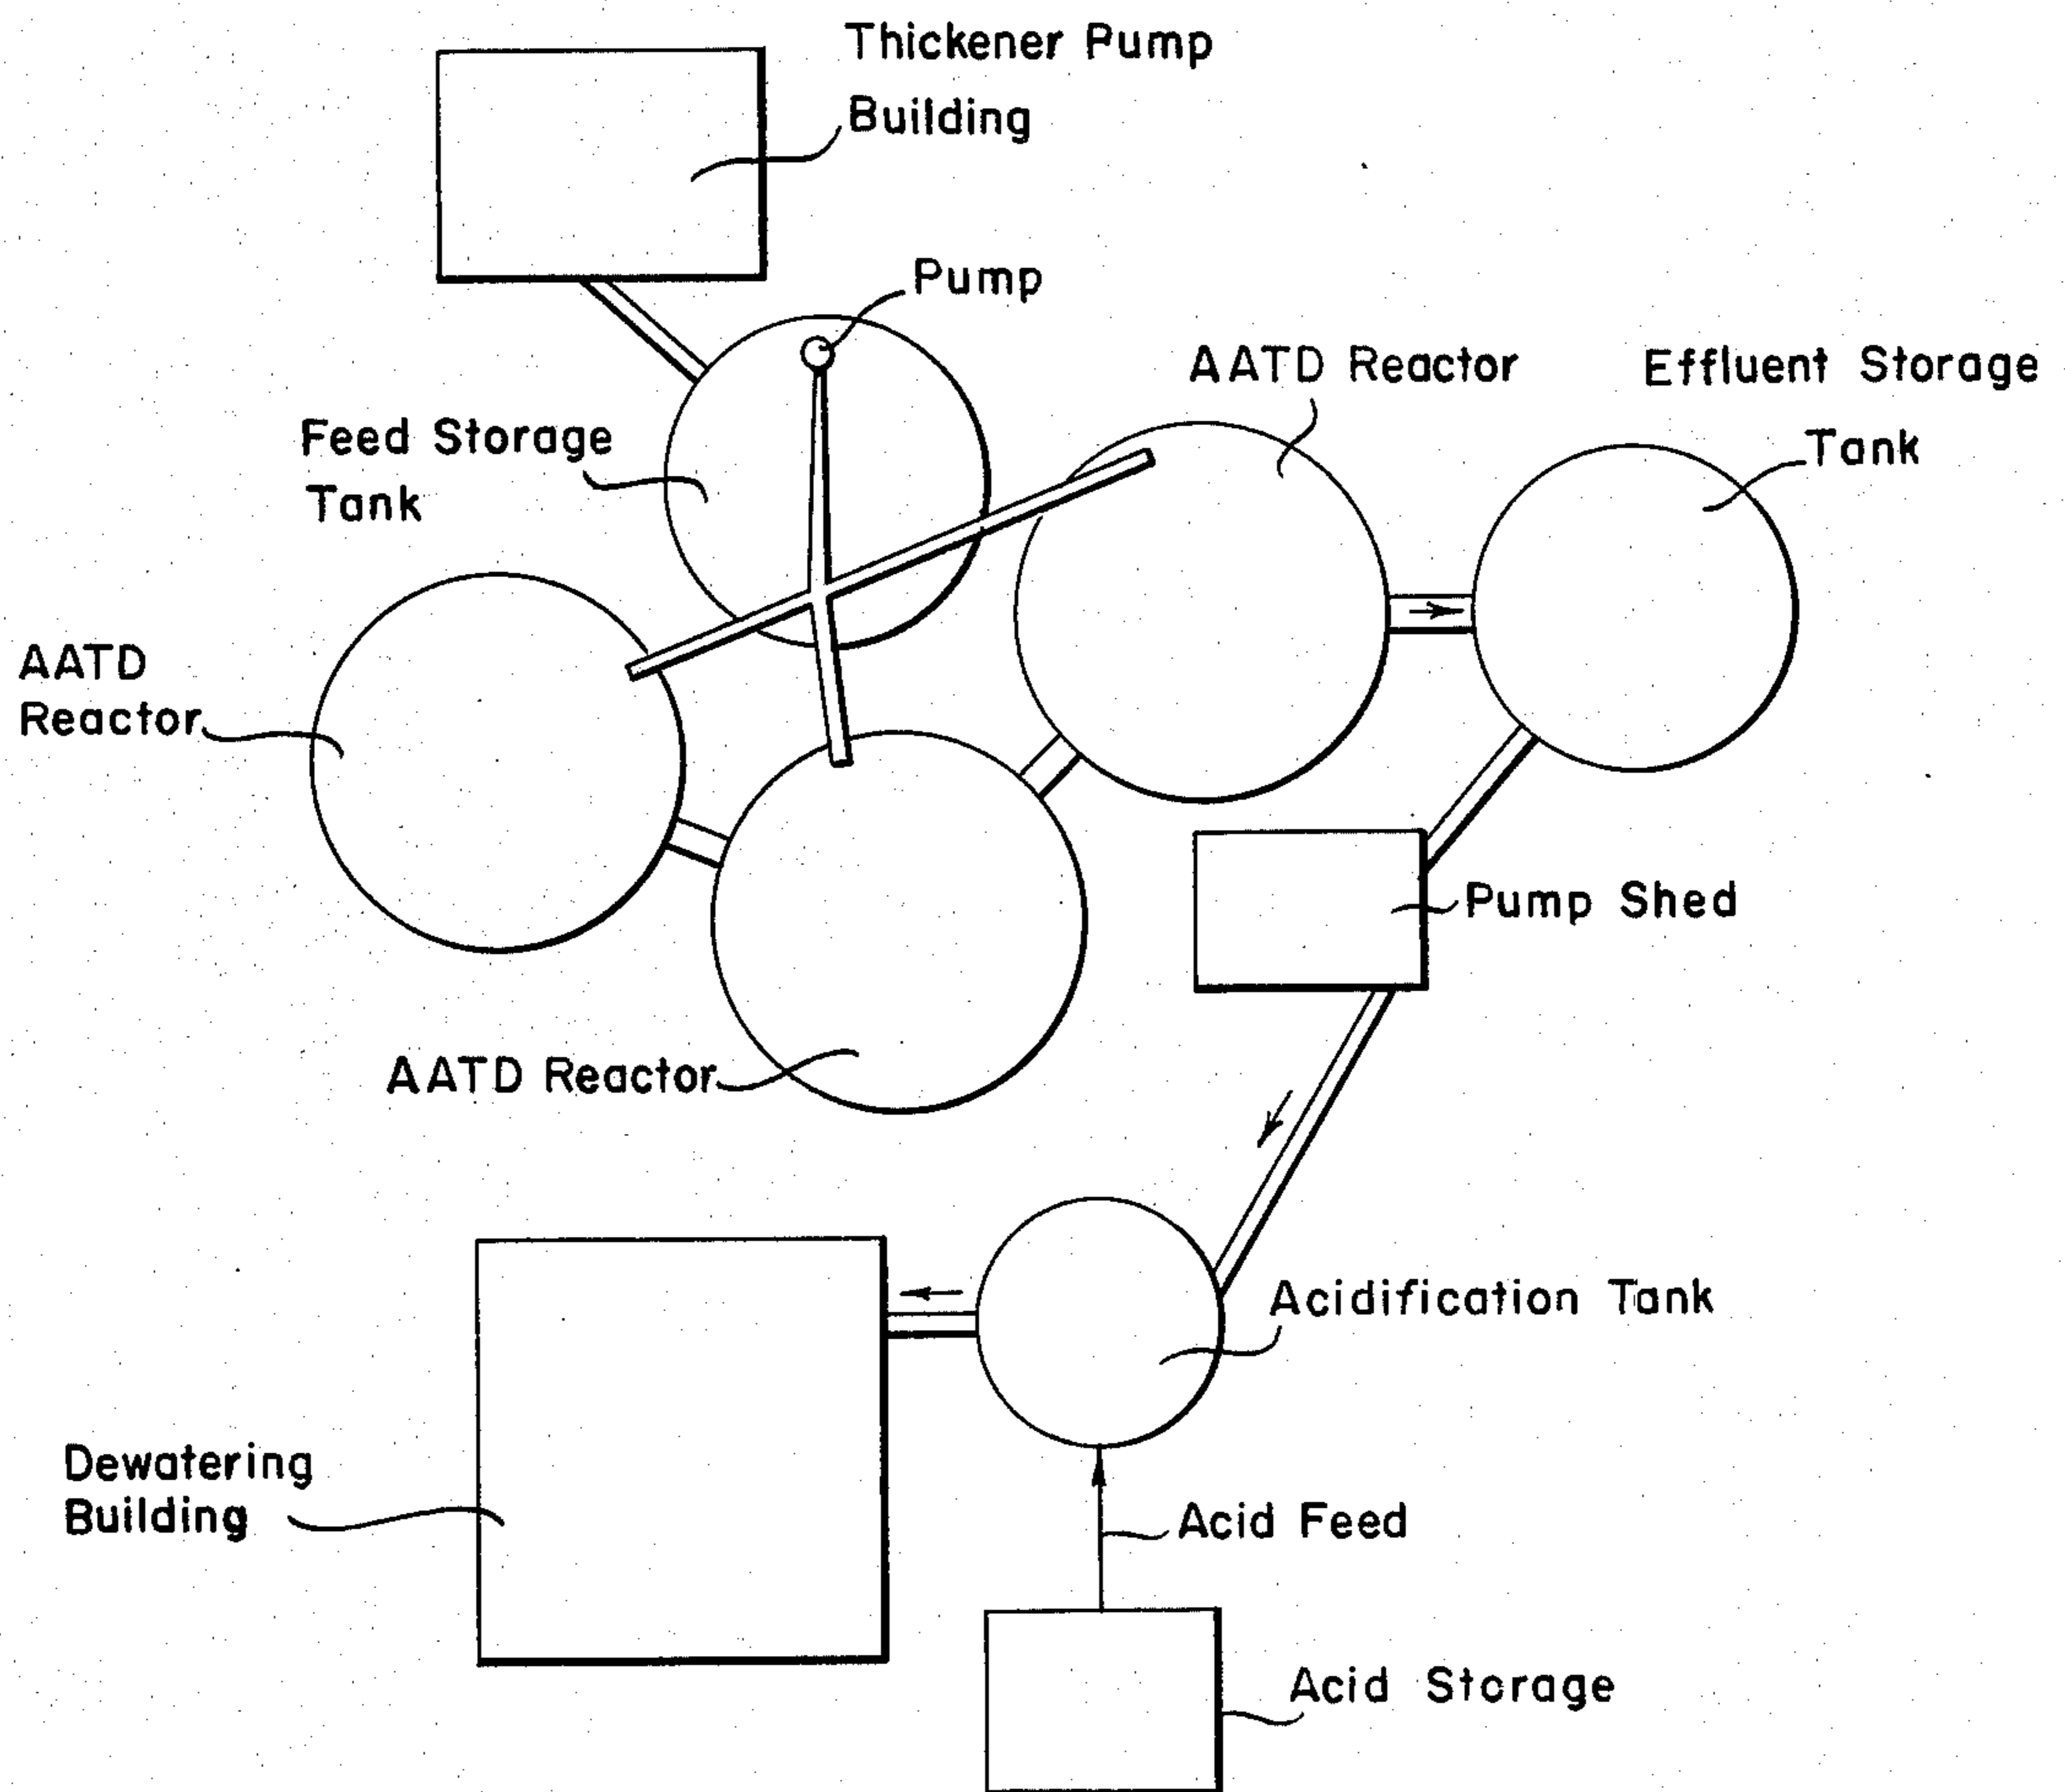 Thickener Pump
Building
Pump
AATD Reactor
Effluent Storage
Tank
Feed Storage
Tank
AATD
Reactor
Pump Shed
AATD Reactor
Acidification Tank
Dewatering
Building
Acid Feed
Acid Storage